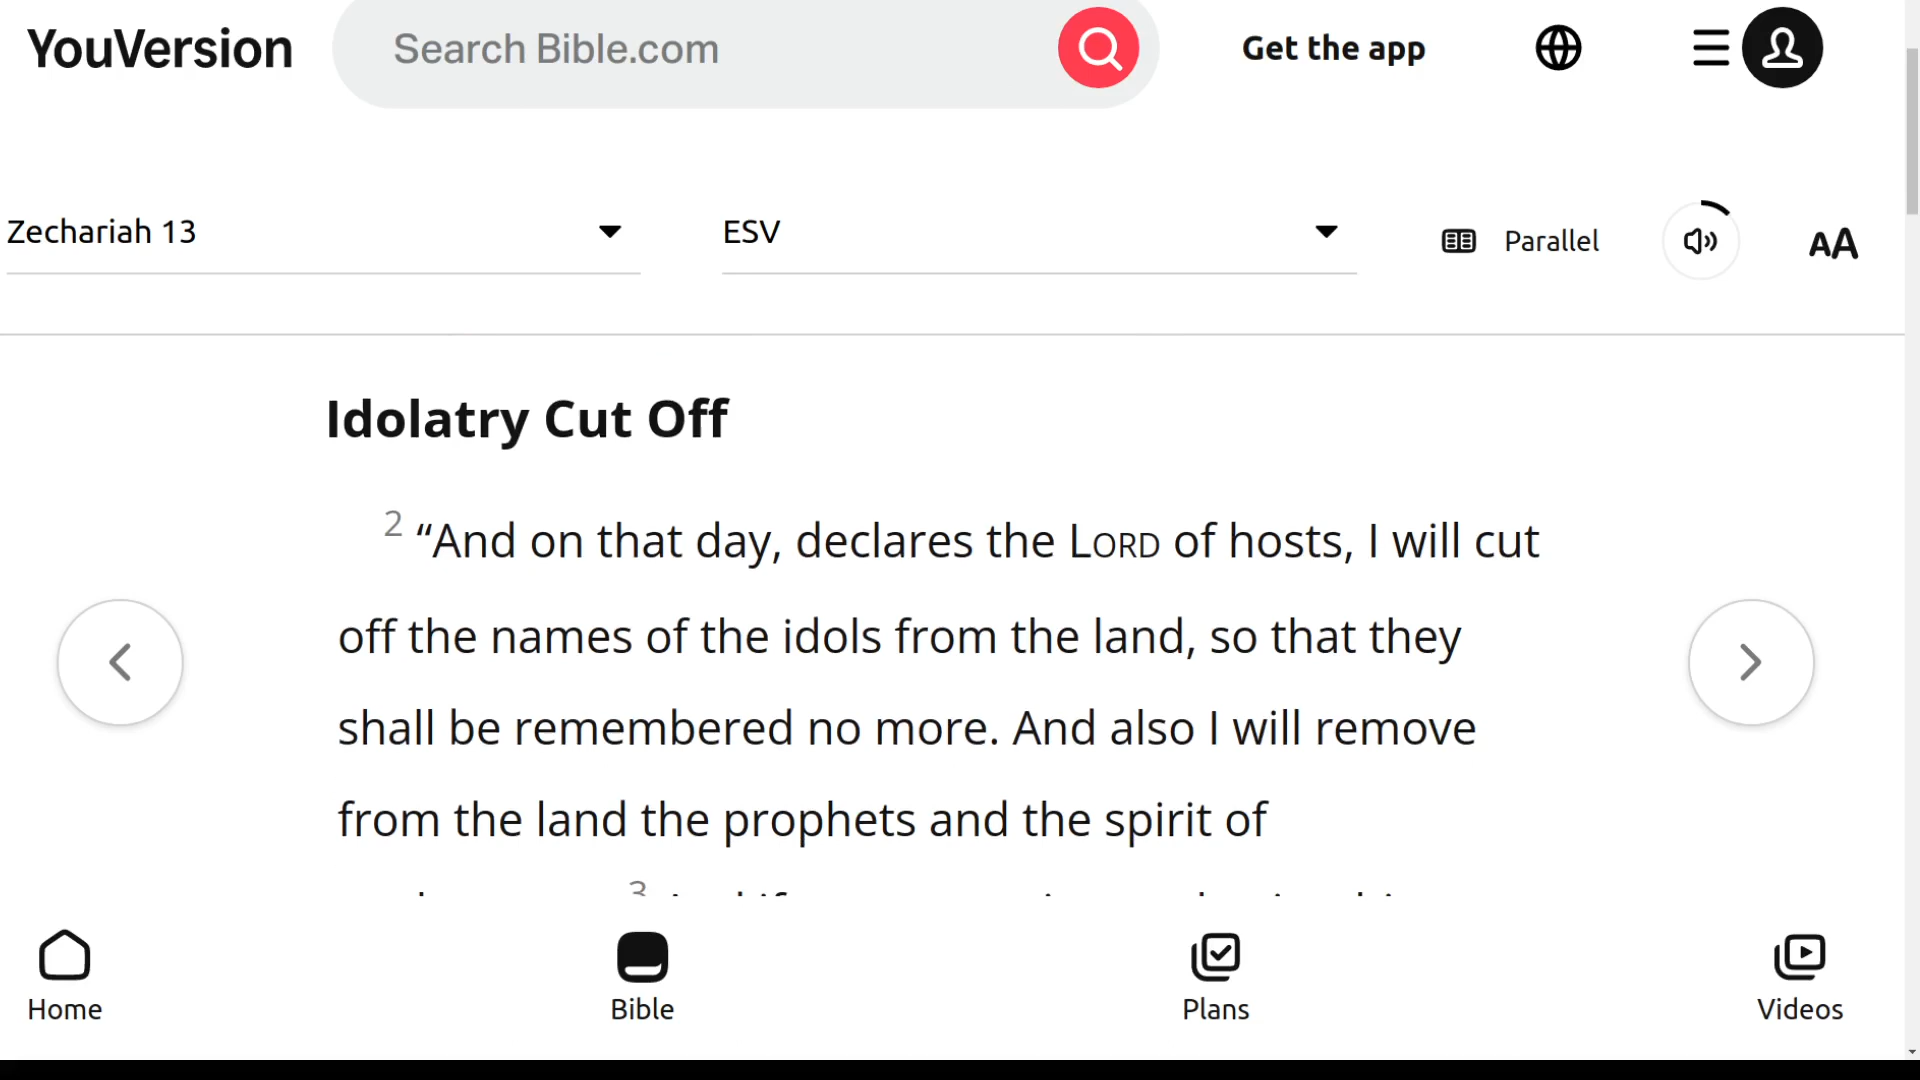 YouVersion
Search Bible.com
Get the app
Zechariah 13
ESV
Parallel
AA
Idolatry Cut Off
2 “And on that day, declares the LORD of hosts, I will cut
off the names of the idols from the land, so that they
shall be remembered no more. And also I will remove
from the land the prophets and the spirit of
3
Home
Bible
Plans
Videos